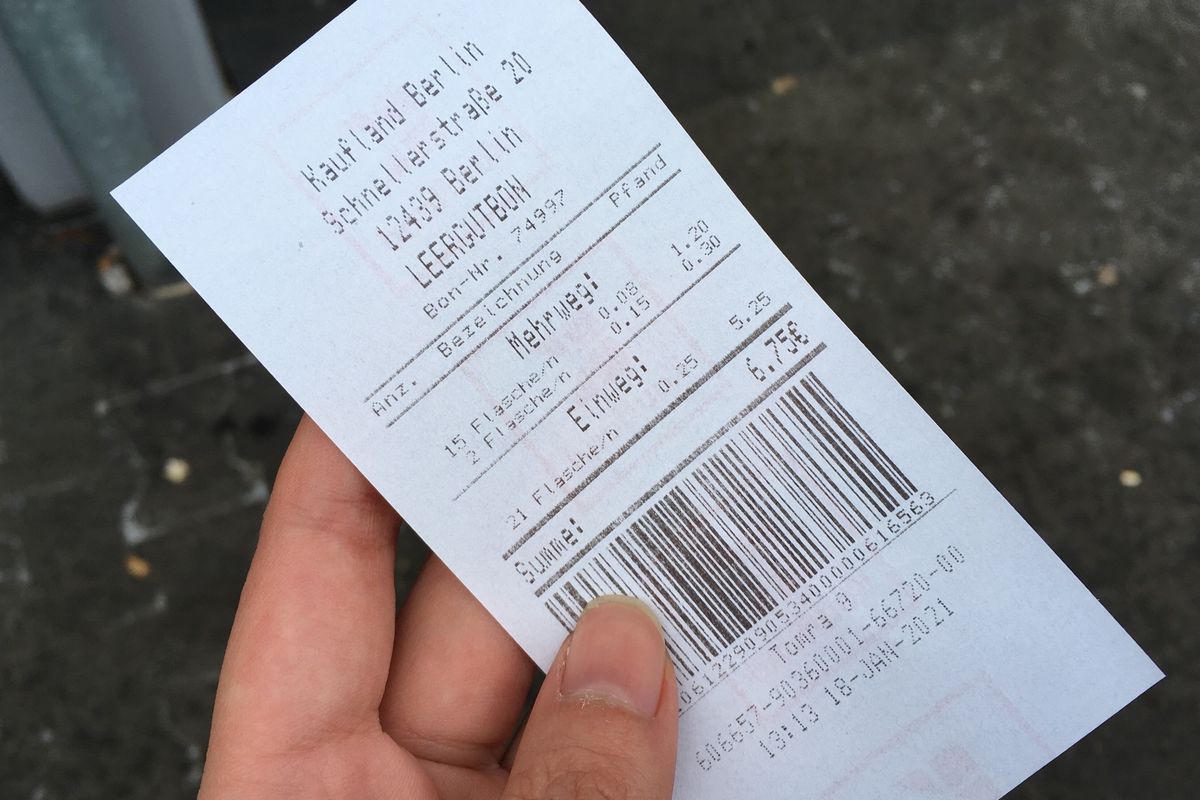 Kaufland Berlin
Schnellerstraße 20
12439 Berlin
LEERGUTBON
Bon-Nr. 74997
Anz. Bezeichnung Pfand
Mehrweg:
15 Flasche/n 0.08 1.20
2 Flasche/n 0.15 0.30
Einweg:
21 Flasche/n 0.25 5.25
Summe: 6.75€
0612290905340000616563
Tomra
606657-90360001-66720-00
13:13 18-JAN-2021